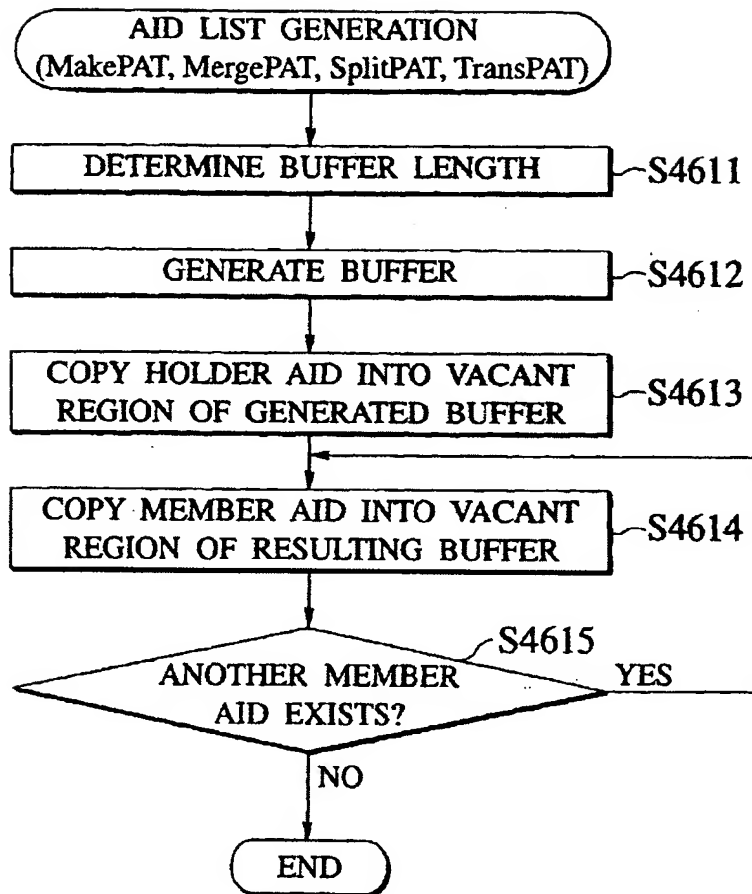 AID LIST GENERATION
(MakePAT, MergePAT, SplitPAT, TransPAT)
DETERMINE BUFFER LENGTH
S4611
GENERATE BUFFER
S4612
COPY HOLDER AID INTO VACANT
REGION OF GENERATED BUFFER
S4613
COPY MEMBER AID INTO VACANT
REGION OF RESULTING BUFFER
S4614
S4615
ANOTHER MEMBER
AID EXISTS?
YES
NO
END